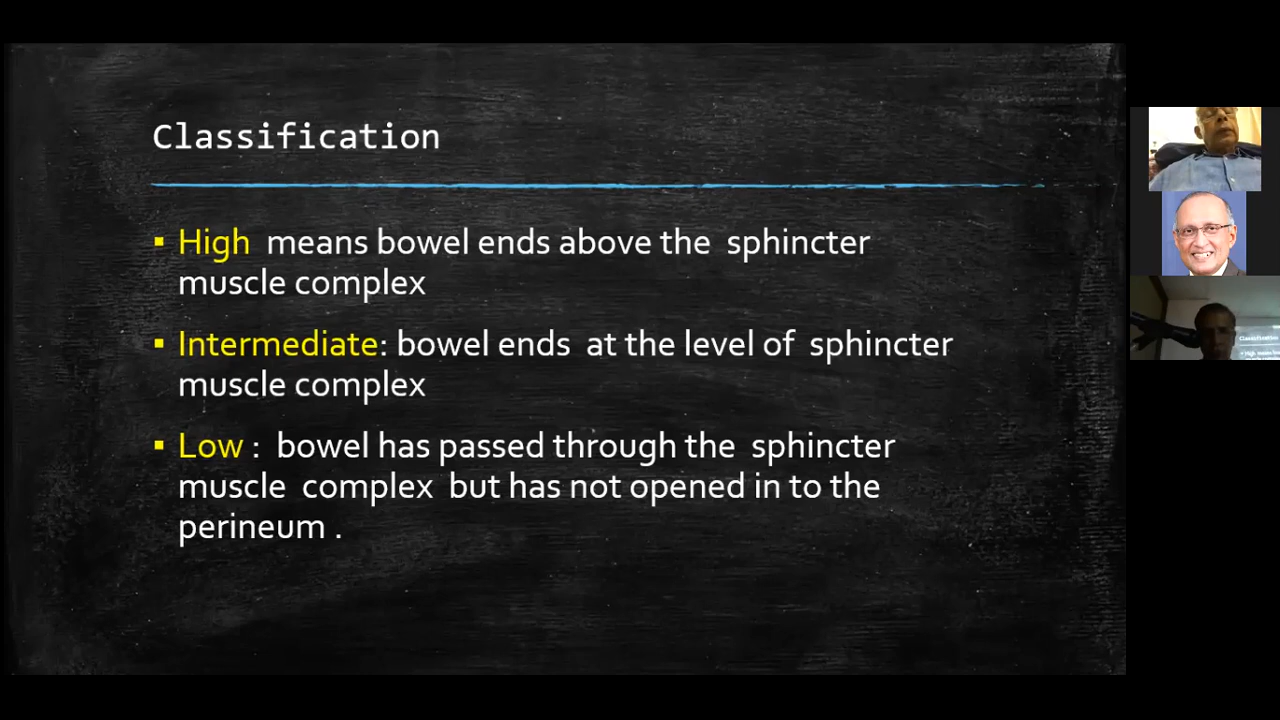 Classification
▪ High means bowel ends above the sphincter
muscle complex
▪ Intermediate: bowel ends at the level of sphincter
muscle complex
▪ Low : bowel has passed through the sphincter
muscle complex but has not opened in to the
perineum .
Classification